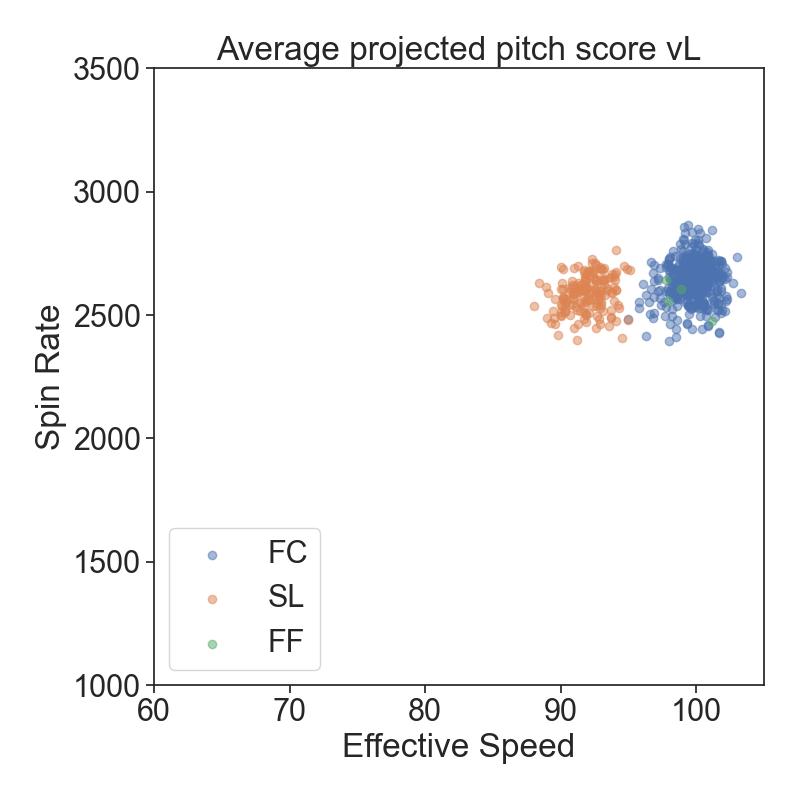 Average projected pitch score vL
3500
3000
2500
2000
1500
1000
Spin Rate
FC
SL
FF
60 70 80 90 100
Effective Speed